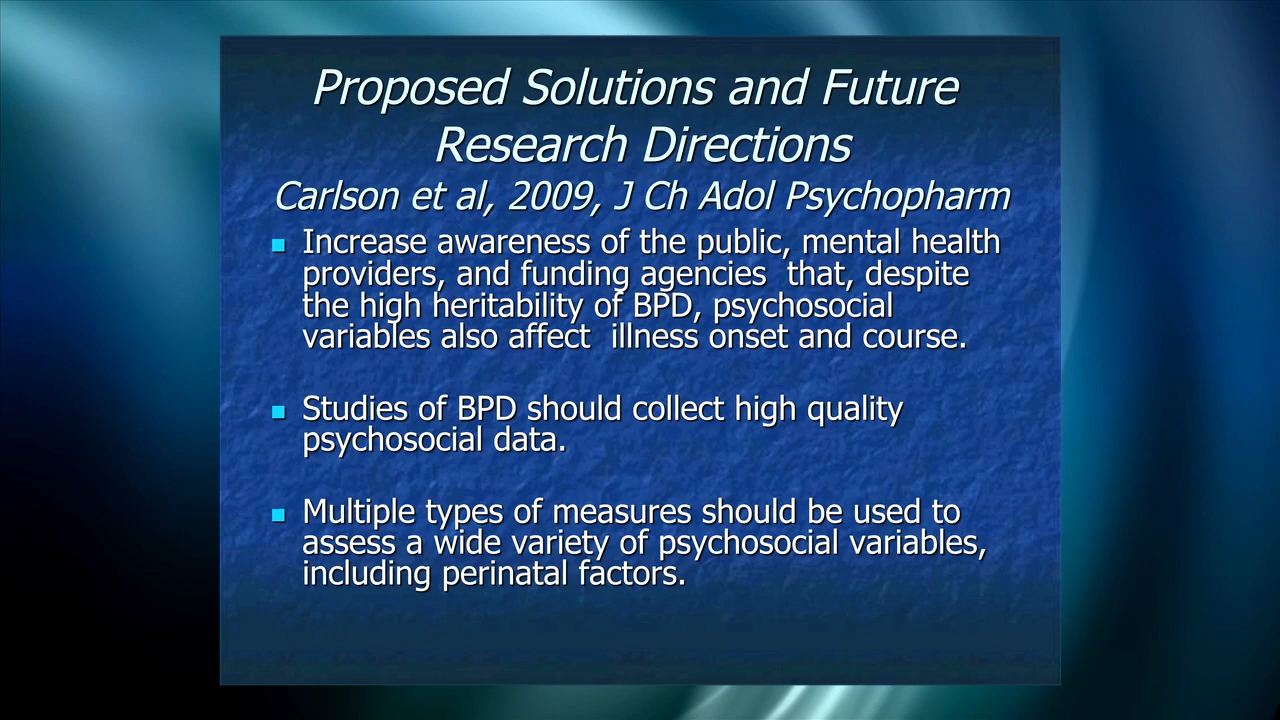 Proposed Solutions and Future
Research Directions
Carlson et al, 2009, J Ch Adol Psychopharm
Increase awareness of the public, mental health
providers, and funding agencies  that, despite
the high heritability of BPD, psychosocial
variables also affect  illness onset and course.
Studies of BPD should collect high quality
psychosocial data.
Multiple types of measures should be used to
assess a wide variety of psychosocial variables,
including perinatal factors.